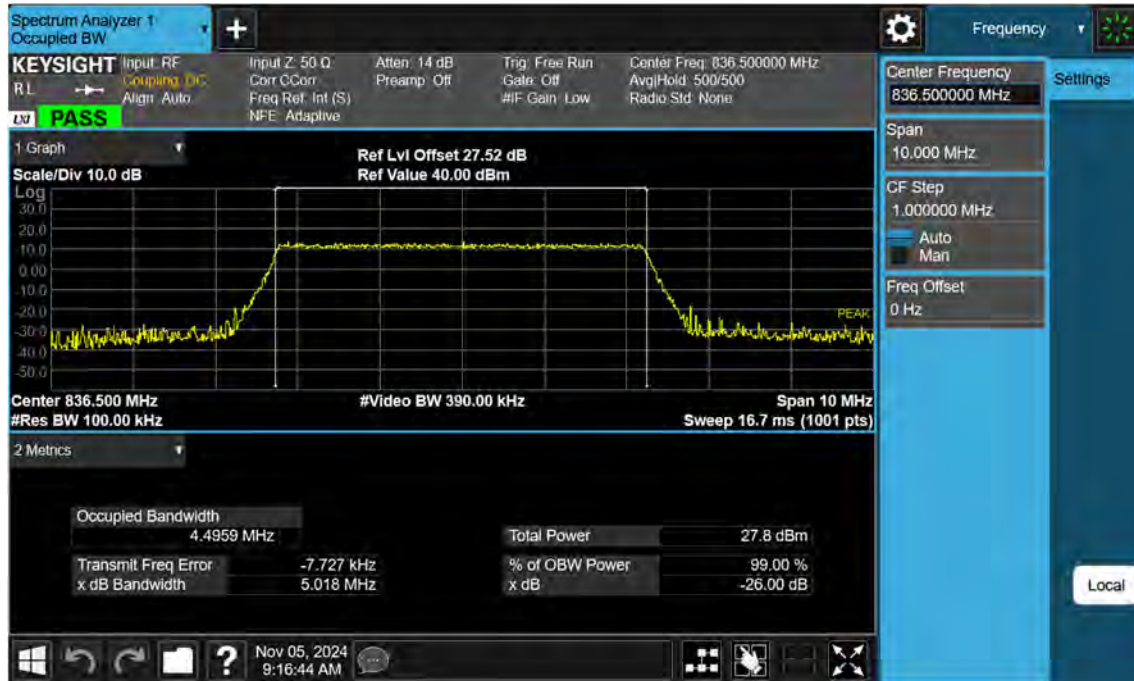 Spectrum Analyzer 1
Occupied BW
+
Frequency
KEYSIGHT
RL
LXI PASS
Input: RF
Coupling: DC
Align: Auto
Input Z: 50 Ω
Corr CCorr
Freq Ref: Int (S)
NFE: Adaptive
Atten: 14 dB
Preamp: Off
Trig: Free Run
Gate: Off
#IF Gain: Low
Center Freq: 836.500000 MHz
Avg|Hold: 500/500
Radio Std: None
Center Frequency
836.500000 MHz
Settings
Span
10.000 MHz
CF Step
1.000000 MHz
Auto
Man
Freq Offset
0 Hz
1 Graph
Scale/Div 10.0 dB
Ref Lvl Offset 27.52 dB
Ref Value 40.00 dBm
Log
30.0
20.0
10.0
0.00
-10.0
-20.0
-30.0
-40.0
-50.0
PEAK
Center 836.500 MHz
#Video BW 390.00 kHz
Span 10 MHz
#Res BW 100.00 kHz
Sweep 16.7 ms (1001 pts)
2 Metrics
Occupied Bandwidth
4.4959 MHz
Total Power 27.8 dBm
Transmit Freq Error -7.727 kHz
% of OBW Power 99.00 %
x dB Bandwidth 5.018 MHz
x dB -26.00 dB
Local
?
Nov 05, 2024
9:16:44 AM